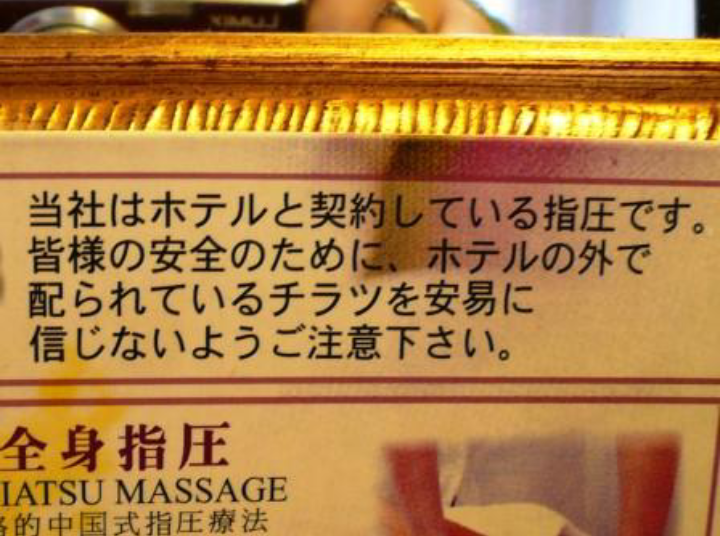 当社はホテルと契約している指圧です。
皆様の安全のために、ホテルの外で
配られているチラツを安易に
信じないようご注意下さい。
全身指圧
IATSU MASSAGE
的中国式指圧療法